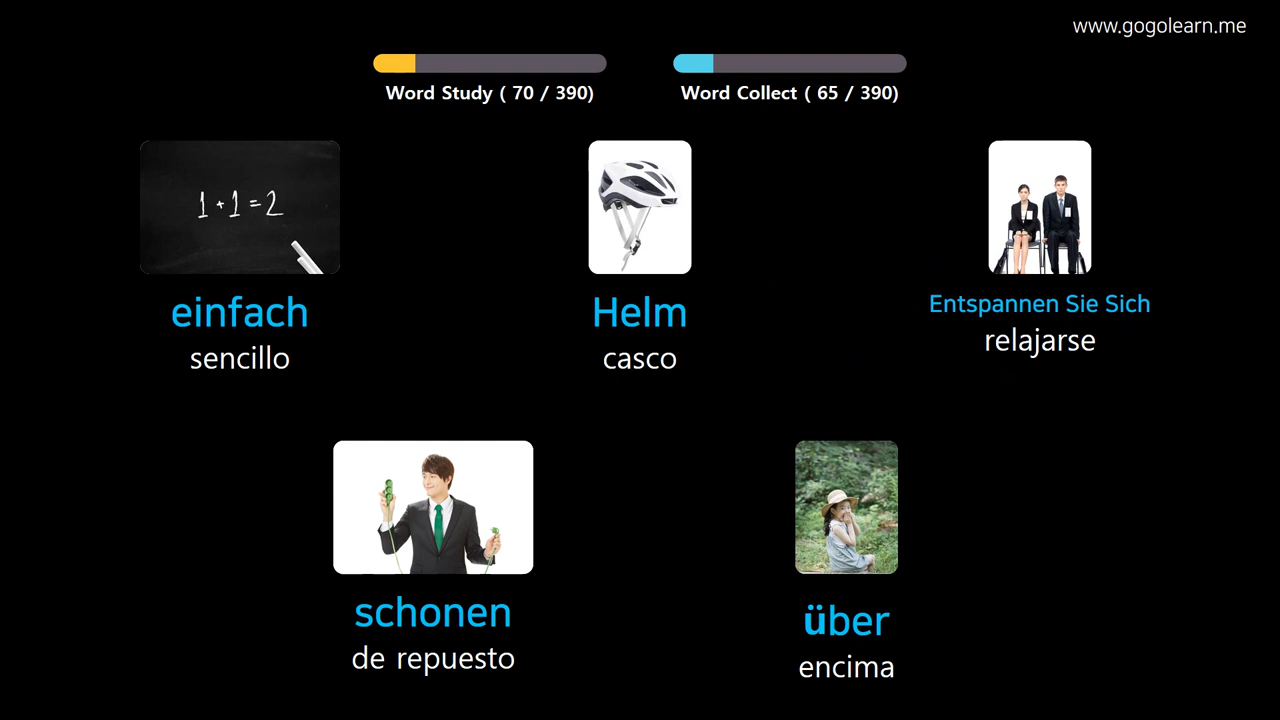 www.gogolearn.me
Word Study ( 70 / 390)
Word Collect ( 65 / 390)
1 + 1 = 2
einfach
sencillo
Helm
casco
Entspannen Sie Sich
relajarse
schonen
de repuesto
über
encima